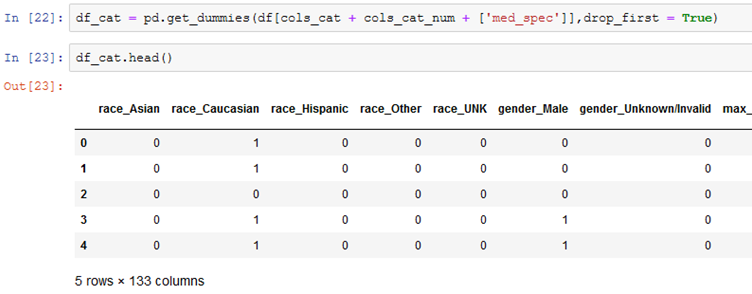 In [22]: df_cat = pd.get_dummies(df[cols_cat + cols_cat_num + ['med_spec']],drop_first = True)
In [23]: df_cat.head()
Out[23]:
race_Asian race_Caucasian race_Hispanic race_Other race_UNK gender_Male gender_Unknown/Invalid max_
0 0 1 0 0 0 0 0
1 0 1 0 0 0 0 0
2 0 0 0 0 0 0 0
3 0 1 0 0 0 1 0
4 0 1 0 0 0 1 0
5 rows × 133 columns